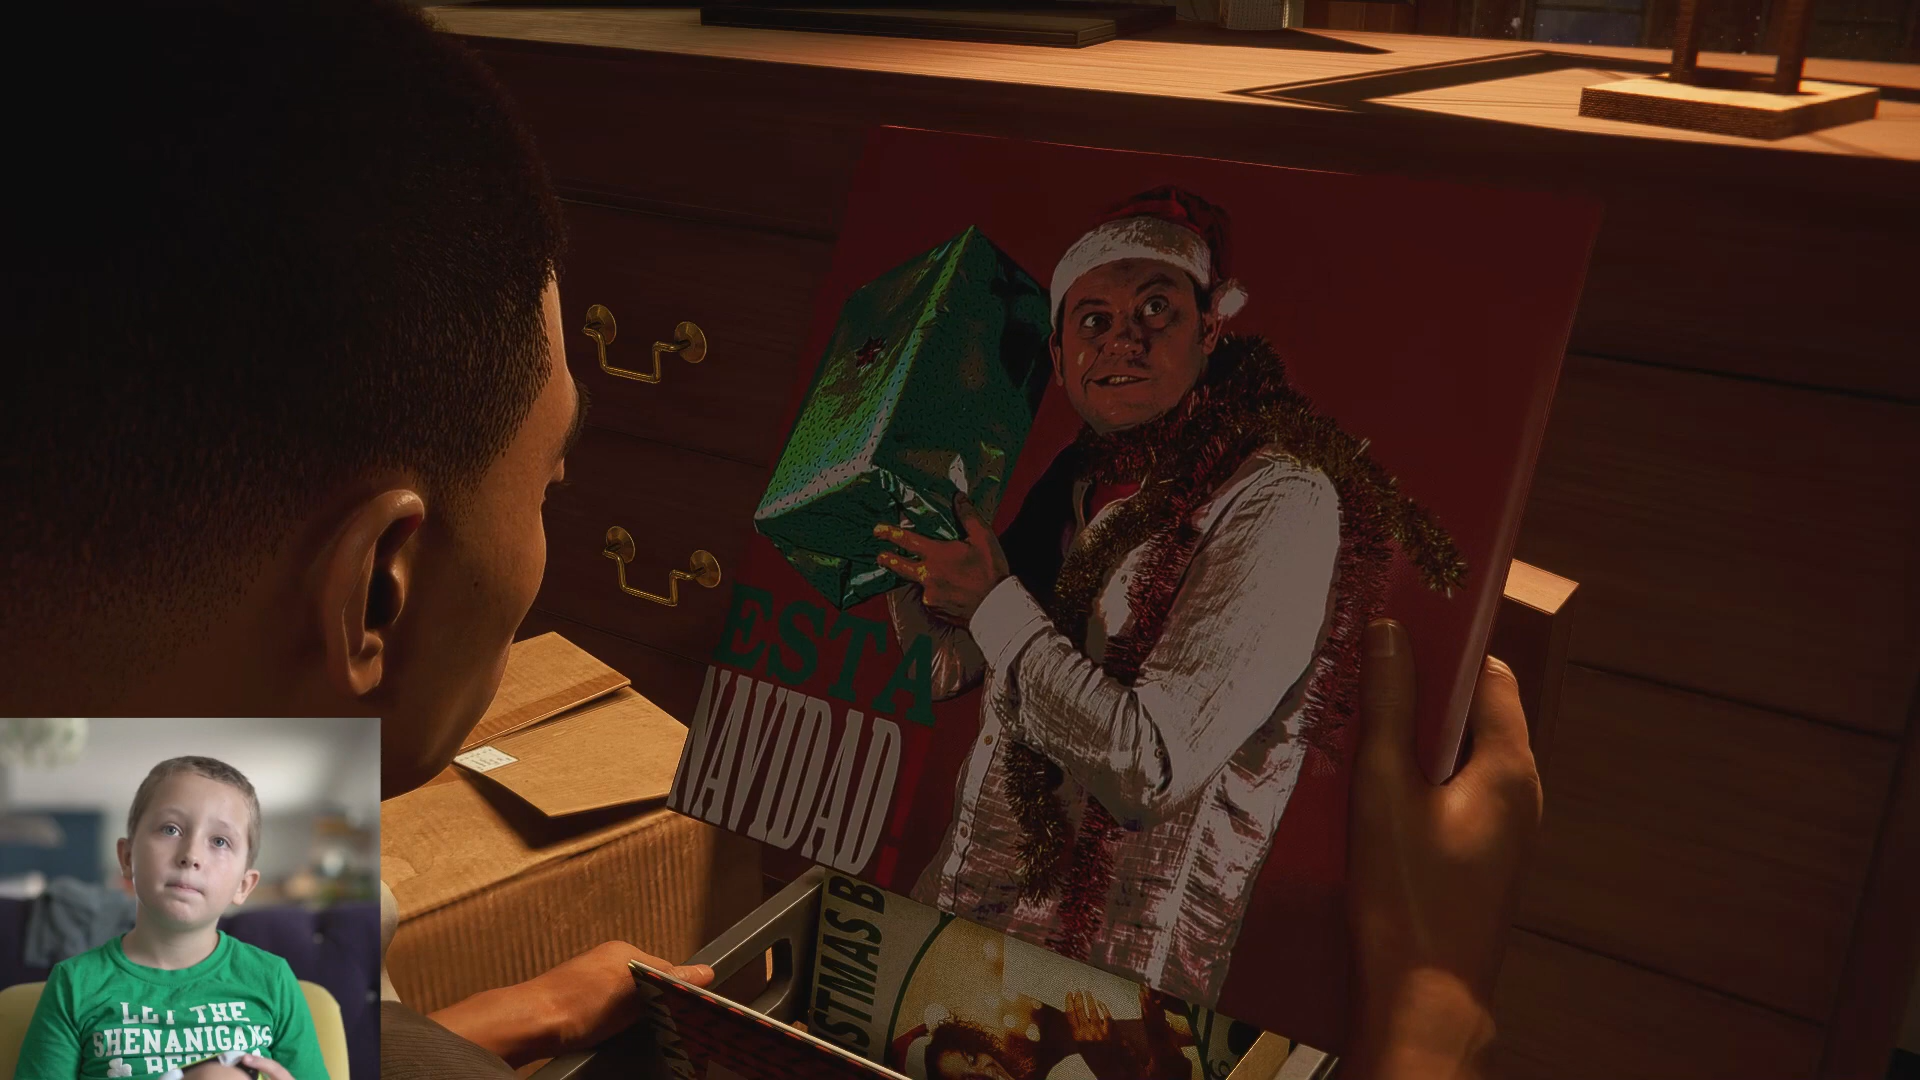 ESTA
NAVIDAD
STMAS B
LET THE
SHENANIGANS